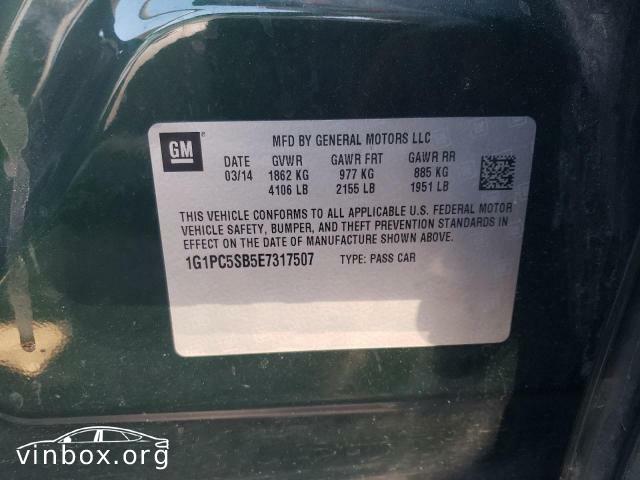 GM
MFD BY GENERAL MOTORS LLC
DATE GVWR GAWR FRT GAWR RR
03/14 1862 KG 977 KG 885 KG
4106 LB 2155 LB 1951 LB
THIS VEHICLE CONFORMS TO ALL APPLICABLE U.S. FEDERAL MOTOR
VEHICLE SAFETY, BUMPER, AND THEFT PREVENTION STANDARDS IN
EFFECT ON THE DATE OF MANUFACTURE SHOWN ABOVE.
1G1PC5SB5E7317507 TYPE: PASS CAR
vinbox.org